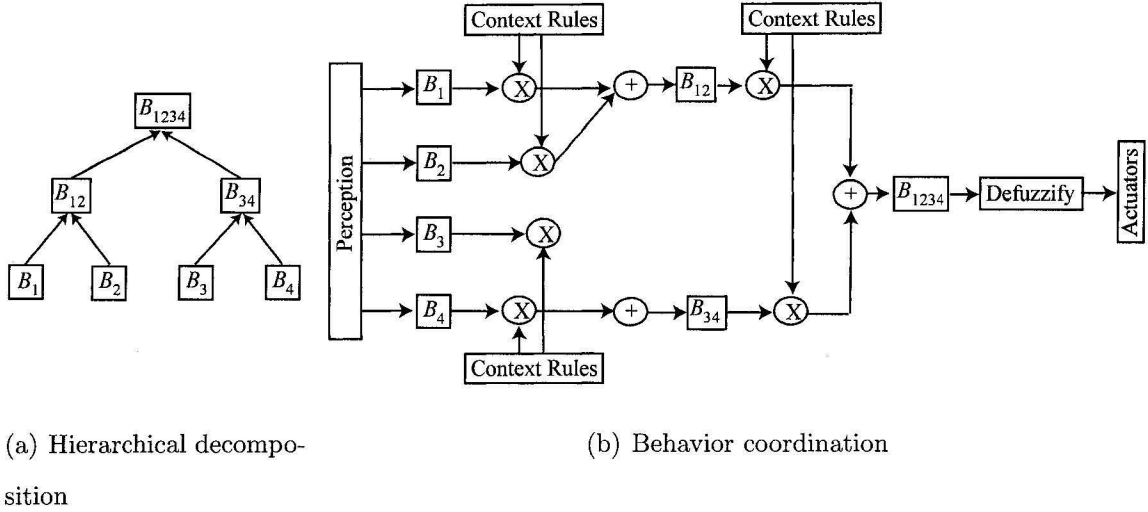 Context Rules
Context Rules
B1234
B12
B34
B1
B2
B3
B4
Perception
B1
X
+
B12
X
B2
X
B3
X
B4
X
+
B34
X
+
B1234
Defuzzify
Actuators
Context Rules
(a) Hierarchical decompo-
sition
(b) Behavior coordination